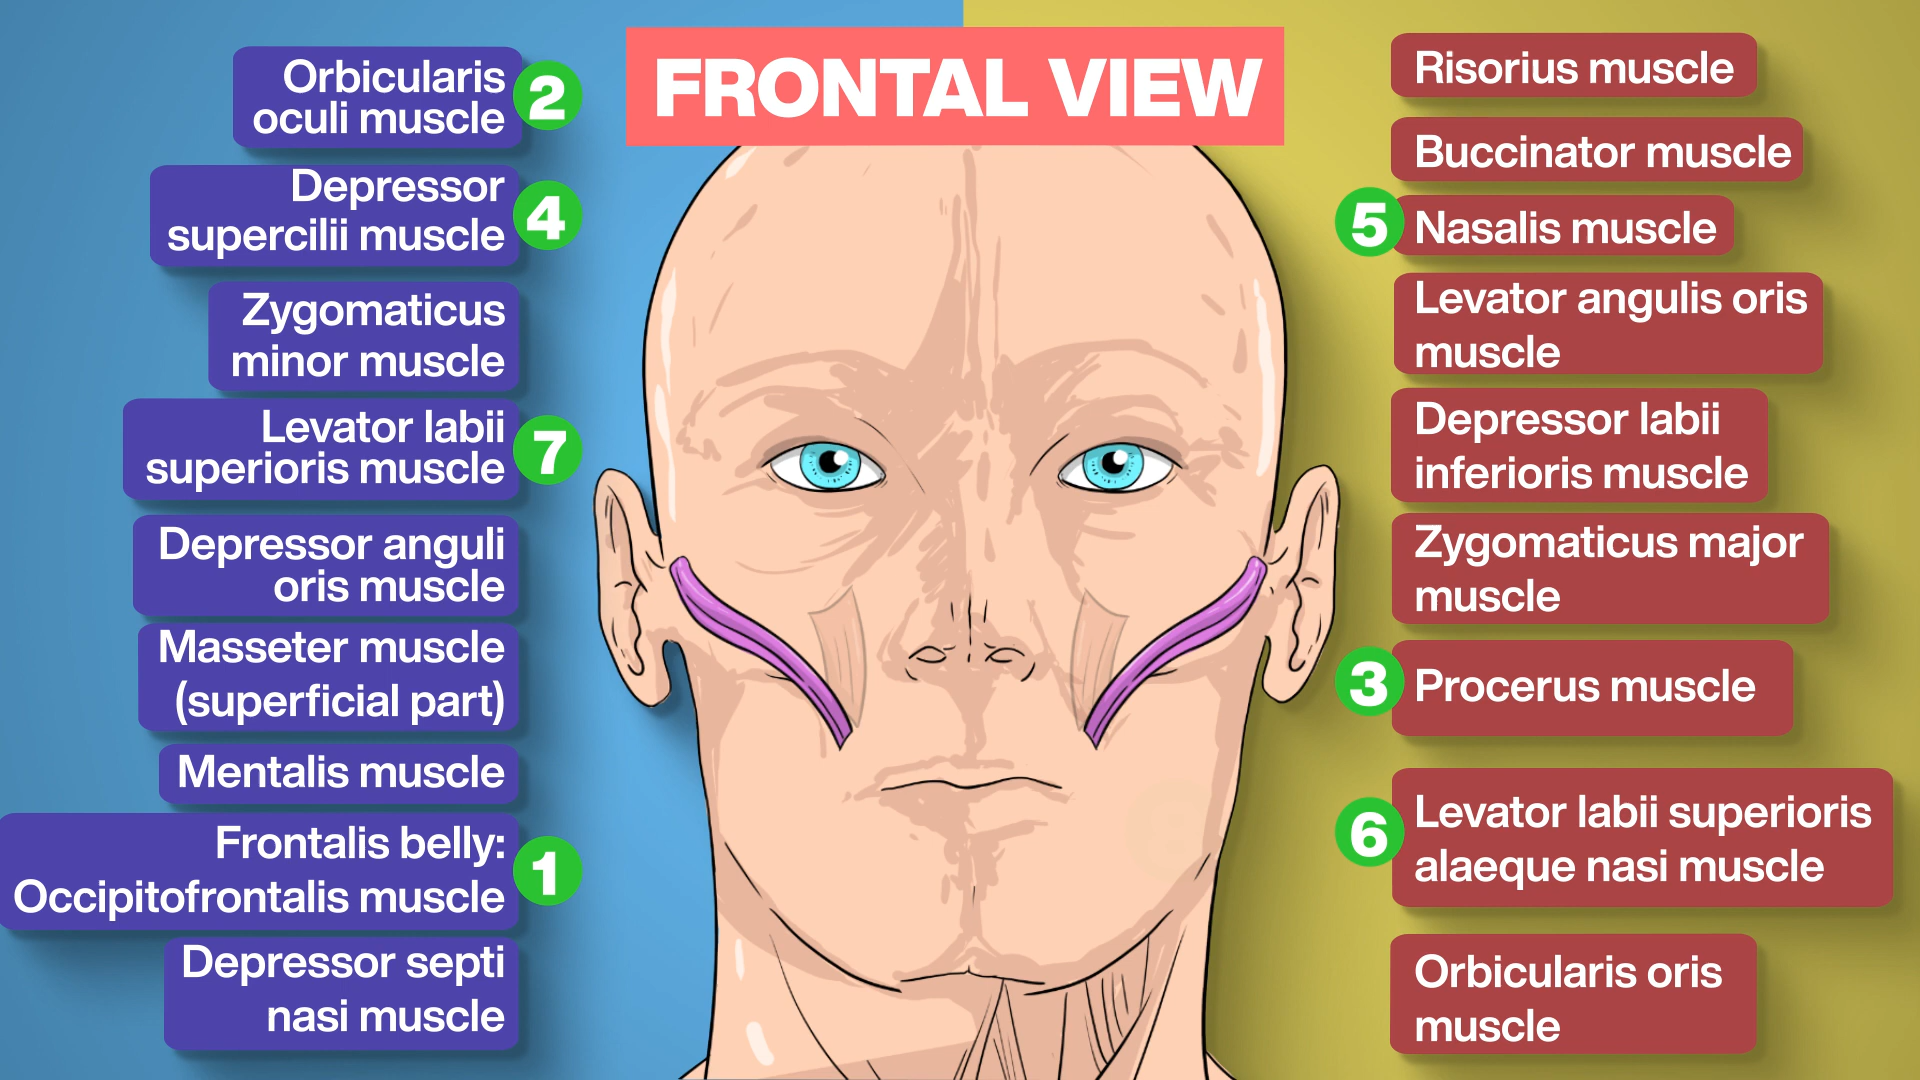 FRONTAL VIEW
Orbicularis
oculi muscle
2
Depressor
supercilii muscle
4
Zygomaticus
minor muscle
Levator labii
superioris muscle
7
Depressor anguli
oris muscle
Masseter muscle
(superficial part)
Mentalis muscle
Frontalis belly:
Occipitofrontalis muscle
1
Depressor septi
nasi muscle
Risorius muscle
Buccinator muscle
5
Nasalis muscle
Levator angulis oris
muscle
Depressor labii
inferioris muscle
Zygomaticus major
muscle
3
Procerus muscle
6
Levator labii superioris
alaeque nasi muscle
Orbicularis oris
muscle